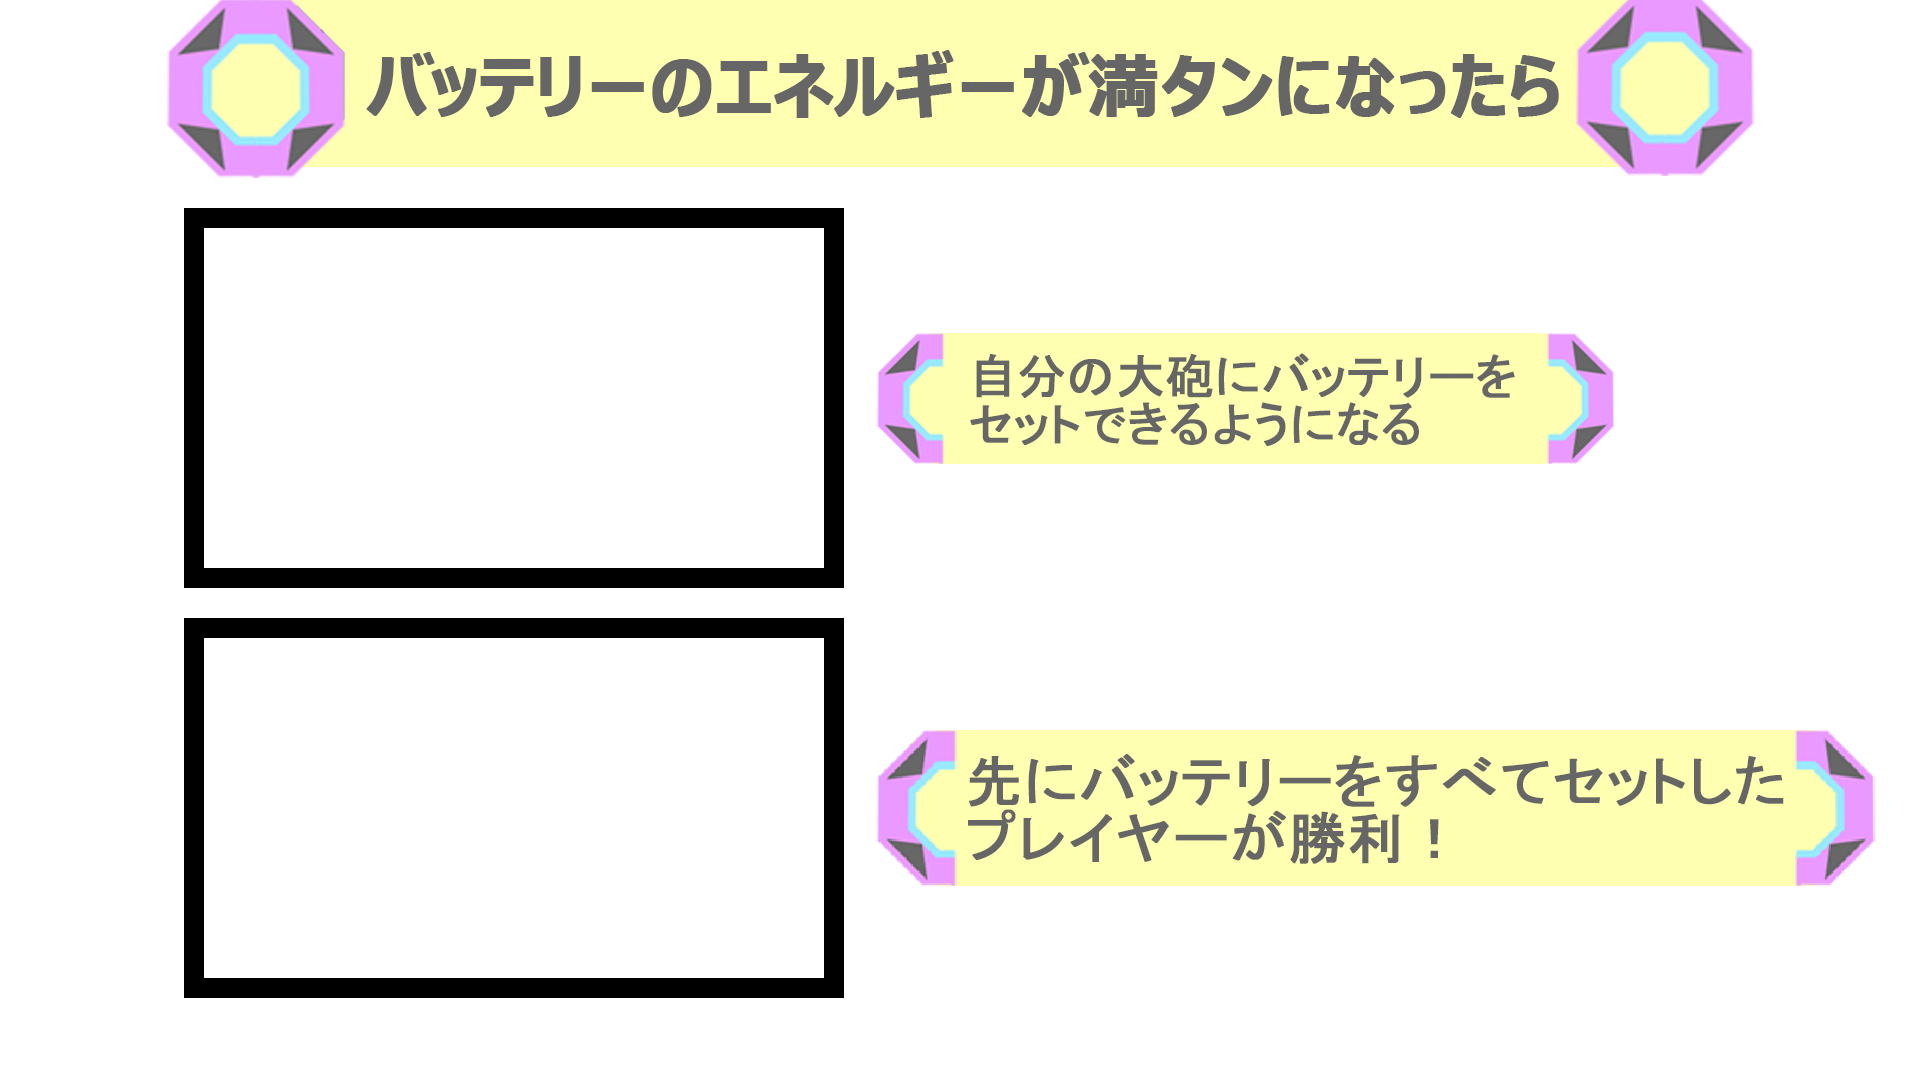 バッテリーのエネルギーが満タンになったら
自分の大砲にバッテリーを
セットできるようになる
先にバッテリーをすべてセットした
プレイヤーが勝利！